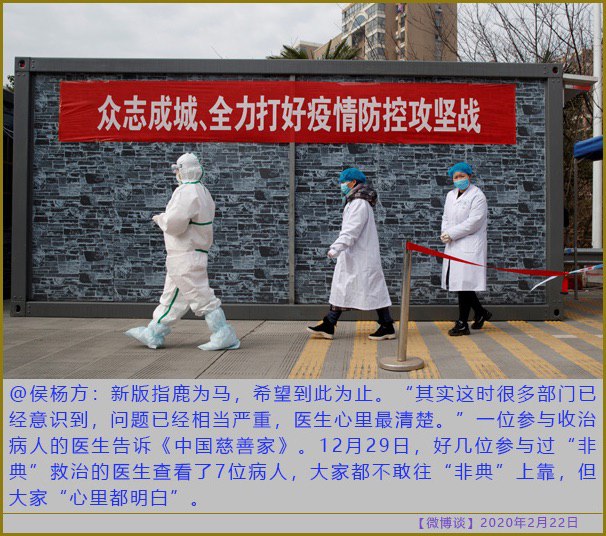 众志成城、全力打好疫情防控攻坚战
@侯杨方：新版指鹿为马，希望到此为止。“其实这时很多部门已
经意识到，问题已经相当严重，医生心里最清楚。”一位参与收治
病人的医生告诉《中国慈善家》。12月29日，好几位参与过“非
典”救治的医生查看了7位病人，大家都不敢往“非典”上靠，但
大家“心里都明白”。
【微博谈】2020年2月22日